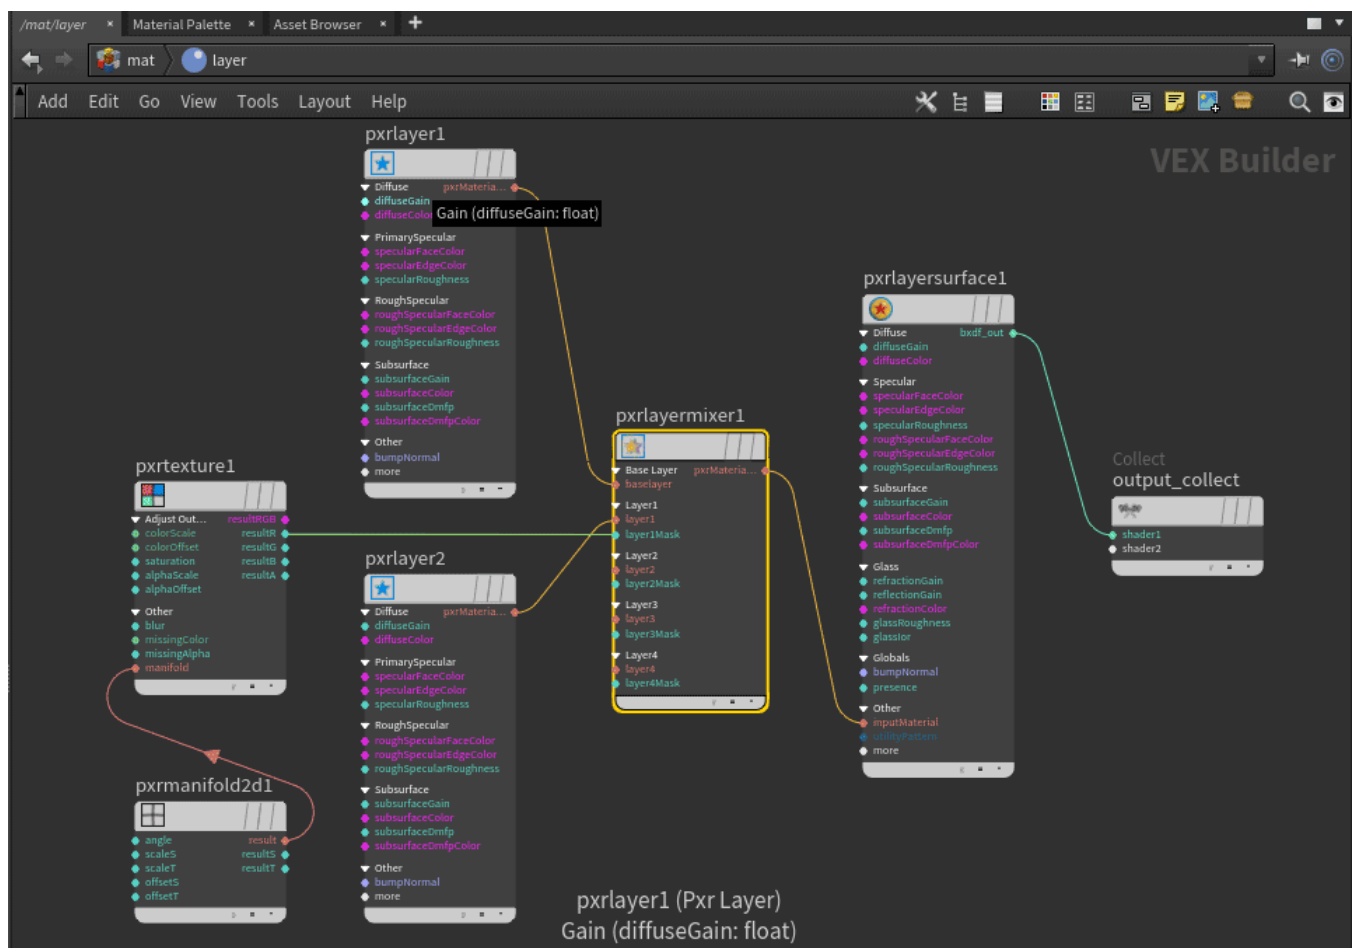 /mat/layer × Material Palette × Asset Browser × +
mat layer
Add Edit Go View Tools Layout Help
VEX Builder
pxrlayer1
Diffuse pxrMateria...
diffuseGain
diffuseColo
Gain (diffuseGain: float)
PrimarySpecular
specularFaceColor
specularEdgeColor
specularRoughness
RoughSpecular
roughSpecularFaceColor
roughSpecularEdgeColor
roughSpecularRoughness
Subsurface
subsurfaceGain
subsurfaceColor
subsurfaceDmfp
subsurfaceDmfpColor
Other
bumpNormal
more
pxrtexture1
Adjust Out... resultRGB
colorScale resultR
colorOffset resultG
saturation resultB
alphaScale resultA
alphaOffset
Other
blur
missingColor
missingAlpha
manifold
pxrmanifold2d1
angle result
scaleS resultS
scaleT resultT
offsetS
offsetT
pxrlayer2
Diffuse pxrMateria...
diffuseGain
diffuseColor
PrimarySpecular
specularFaceColor
specularEdgeColor
specularRoughness
RoughSpecular
roughSpecularFaceColor
roughSpecularEdgeColor
roughSpecularRoughness
Subsurface
subsurfaceGain
subsurfaceColor
subsurfaceDmfp
subsurfaceDmfpColor
Other
bumpNormal
more
pxrlayermixer1
Base Layer pxrMateria...
baselayer
Layer1
layer1
layer1Mask
Layer2
layer2
layer2Mask
Layer3
layer3
layer3Mask
Layer4
layer4
layer4Mask
pxrlayersurface1
Diffuse bxdf_out
diffuseGain
diffuseColor
Specular
specularFaceColor
specularEdgeColor
specularRoughness
roughSpecularFaceColor
roughSpecularEdgeColor
roughSpecularRoughness
Subsurface
subsurfaceGain
subsurfaceColor
subsurfaceDmfp
subsurfaceDmfpColor
Glass
refractionGain
reflectionGain
refractionColor
glassRoughness
glassIor
Globals
bumpNormal
presence
Other
inputMaterial
utilityPattern
more
Collect
output_collect
shader1
shader2
pxrlayer1 (Pxr Layer)
Gain (diffuseGain: float)